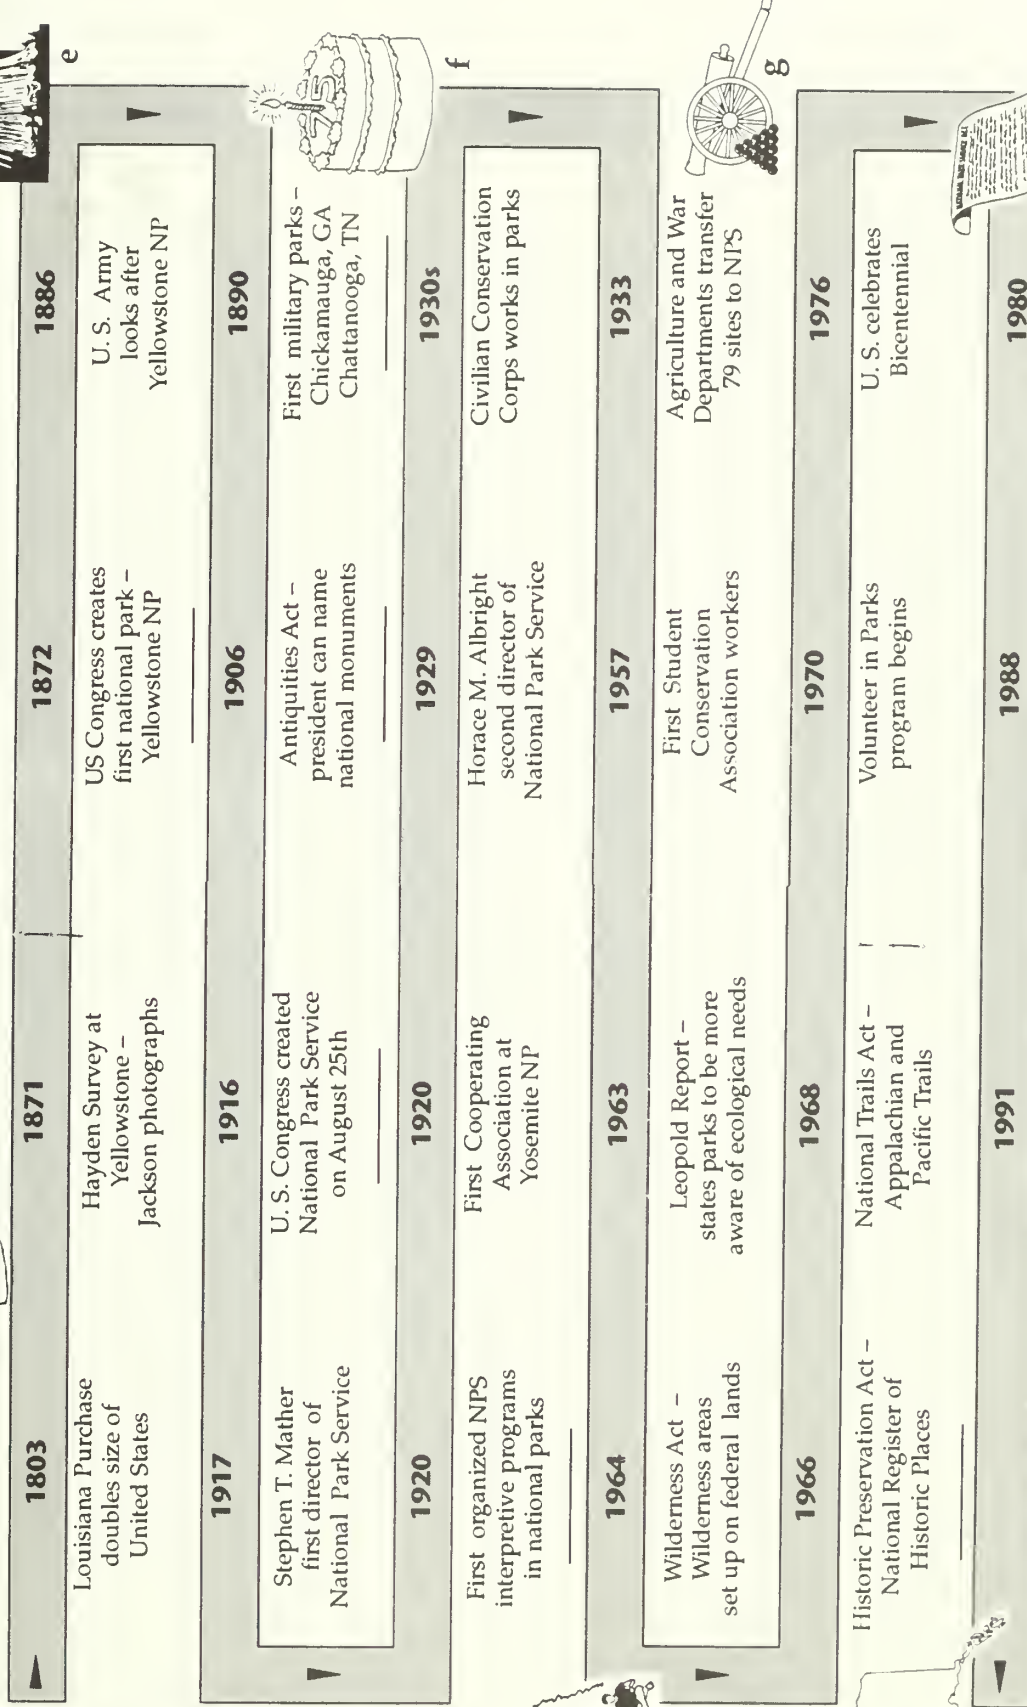 1803
Louisiana Purchase
doubles size of
United States
1871
Hayden Survey at
Yellowstone –
Jackson photographs
1872
US Congress creates
first national park –
Yellowstone NP
1886
U. S. Army
looks after
Yellowstone NP
e
1917
Stephen T. Mather
first director of
National Park Service
1916
U. S. Congress created
National Park Service
on August 25th
1906
Antiquities Act –
president can name
national monuments
1890
First military parks –
Chickamauga, GA
Chattanooga, TN
75
1920
First organized NPS
interpretive programs
in national parks
1920
First Cooperating
Association at
Yosemite NP
1929
Horace M. Albright
second director of
National Park Service
1930s
Civilian Conservation
Corps works in parks
f
1964
Wilderness Act –
Wilderness areas
set up on federal lands
1963
Leopold Report –
states parks to be more
aware of ecological needs
1957
First Student
Conservation
Association workers
1933
Agriculture and War
Departments transfer
79 sites to NPS
g
1966
Historic Preservation Act –
National Register of
Historic Places
1968
National Trails Act –
Appalachian and
Pacific Trails
1970
Volunteer in Parks
program begins
1976
U. S. celebrates
Bicentennial
1991
1988
1980